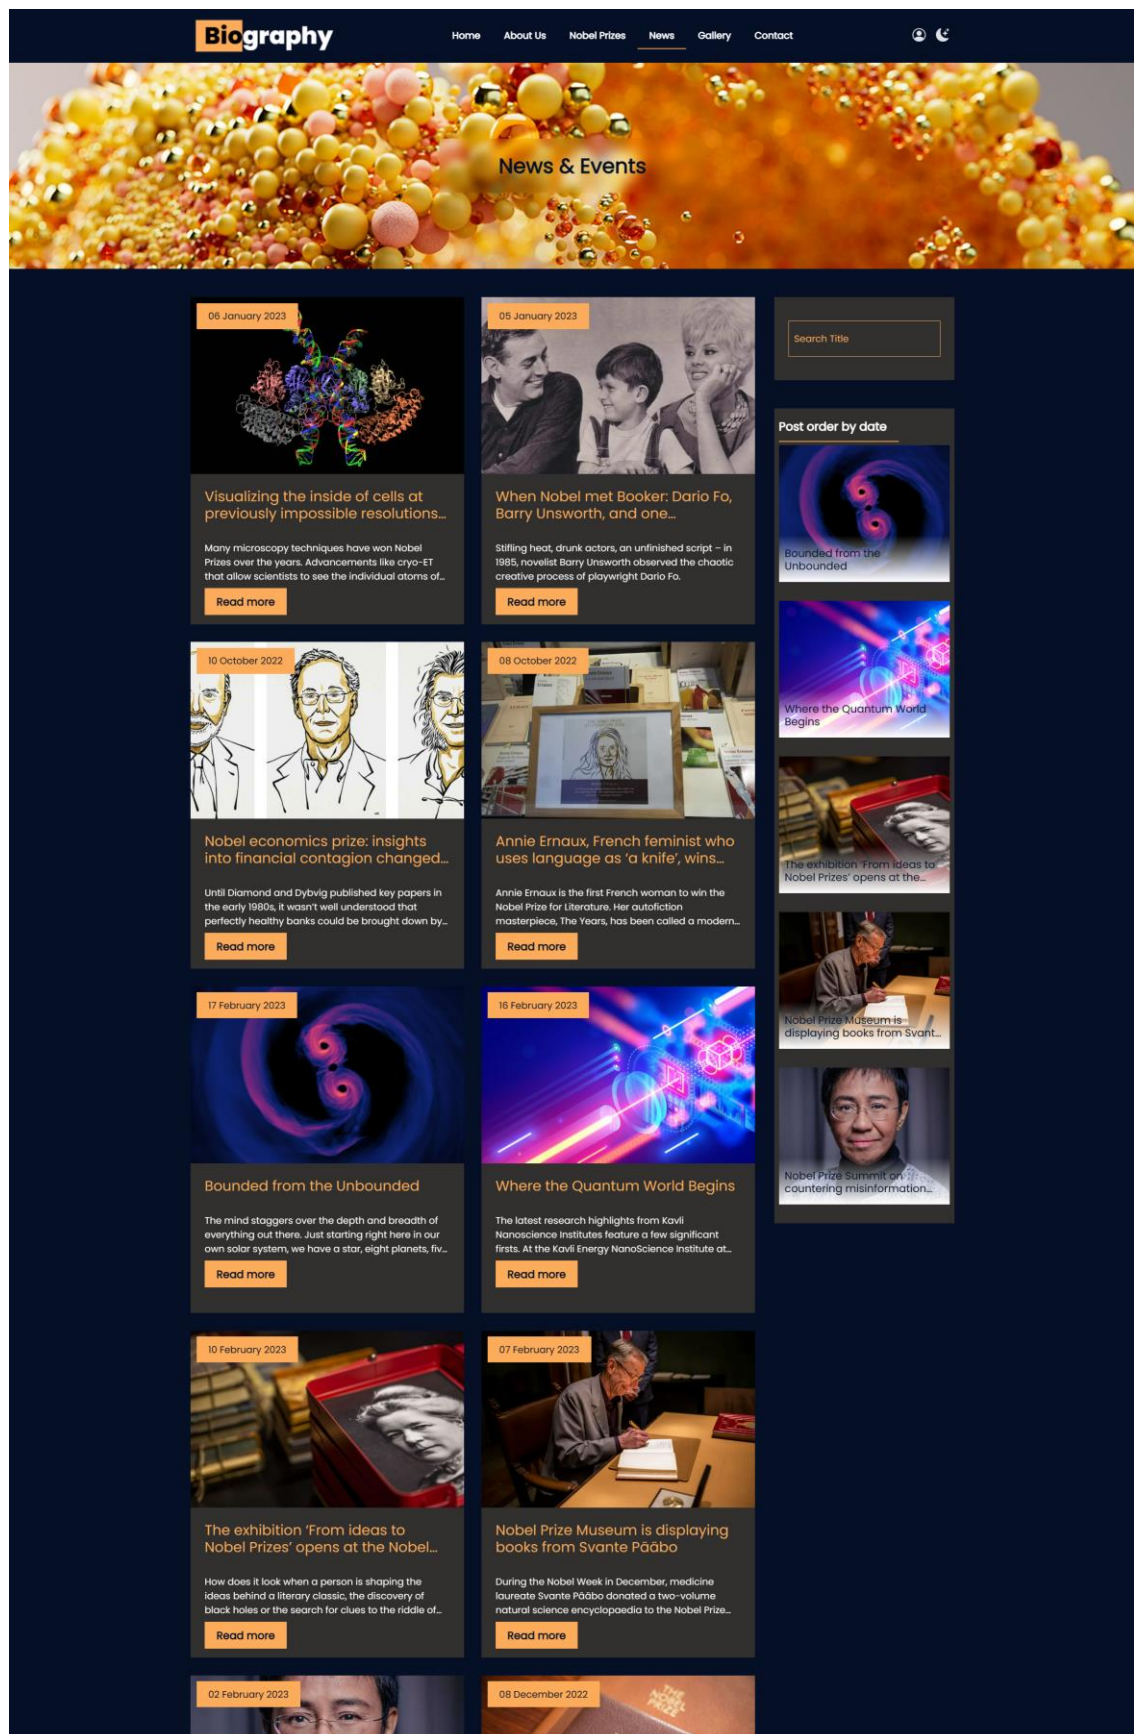 Biography
Home About Us Nobel Prizes News Gallery Contact
News & Events
06 January 2023
Visualizing the inside of cells at
previously impossible resolutions...
Many microscopy techniques have won Nobel
Prizes over the years. Advancements like cryo-ET
that allow scientists to see the individual atoms of...
Read more
05 January 2023
When Nobel met Booker: Dario Fo,
Barry Unsworth, and one...
Stifling heat, drunk actors, an unfinished script – in
1985, novelist Barry Unsworth observed the chaotic
creative process of playwright Dario Fo.
Read more
10 October 2022
Nobel economics prize: insights
into financial contagion changed...
Until Diamond and Dybvig published key papers in
the early 1980s, it wasn't well understood that
perfectly healthy banks could be brought down by...
Read more
08 October 2022
Annie Ernaux, French feminist who
uses language as ‘a knife’, wins...
Annie Ernaux is the first French woman to win the
Nobel Prize for Literature. Her autofiction
masterpiece, The Years, has been called a modern...
Read more
17 February 2023
Bounded from the Unbounded
The mind staggers over the depth and breadth of
everything out there. Just starting right here in our
own solar system, we have a star, eight planets, fiv...
Read more
16 February 2023
Where the Quantum World Begins
The latest research highlights from Kavli
Nanoscience Institutes feature a few significant
firsts. At the Kavli Energy NanoScience Institute at...
Read more
10 February 2023
The exhibition ‘From ideas to
Nobel Prizes’ opens at the Nobel...
How does it look when a person is shaping the
ideas behind a literary classic, the discovery of
black holes or the search for clues to the riddle of...
Read more
07 February 2023
Nobel Prize Museum is displaying
books from Svante Pääbo
During the Nobel Week in December, medicine
laureate Svante Pääbo donated a two-volume
natural science encyclopaedia to the Nobel Prize...
Read more
02 February 2023
08 December 2022
THE
NOBEL
PRIZE
Search Title
Post order by date
Bounded from the
Unbounded
Where the Quantum World
Begins
The exhibition ‘From ideas to
Nobel Prizes’ opens at the...
Nobel Prize Museum is
displaying books from Svant...
Nobel Prize Summit on
countering misinformation...